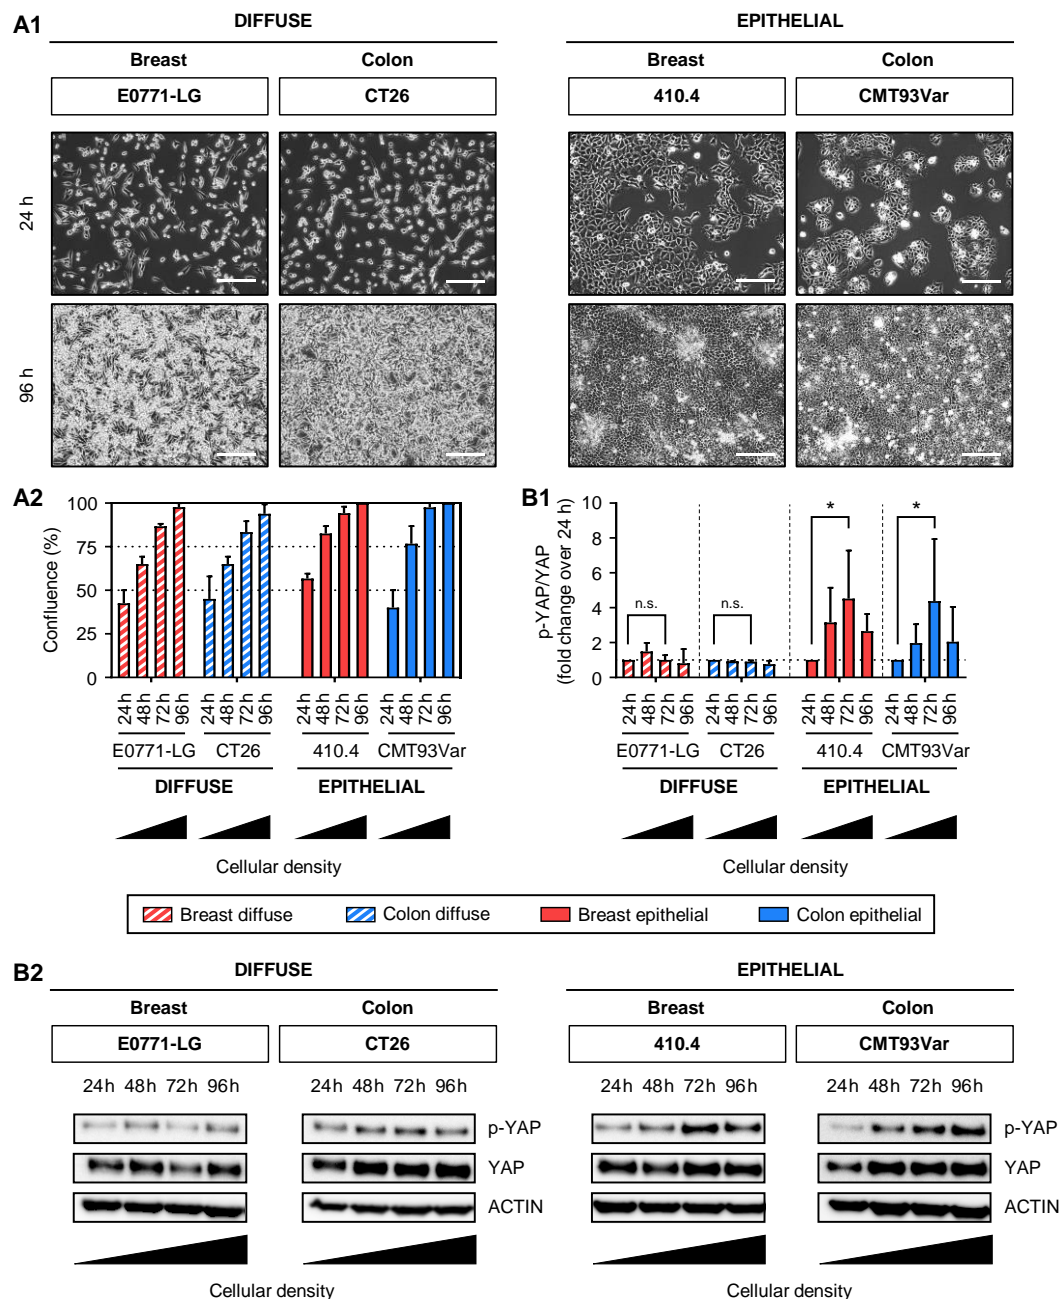 A1
DIFFUSE
EPITHELIAL
Breast
Colon
Breast
Colon
E0771-LG
CT26
410.4
CMT93Var
24 h
96 h
A2
Confluence (%)
100
75
50
25
0
24h 48h 72h 96h 24h 48h 72h 96h 24h 48h 72h 96h 24h 48h 72h 96h
E0771-LG CT26 410.4 CMT93Var
DIFFUSE EPITHELIAL
Cellular density
B1
p-YAP/YAP
(fold change over 24 h)
10
8
6
4
2
0
n.s.
n.s.
*
*
24h 48h 72h 96h 24h 48h 72h 96h 24h 48h 72h 96h 24h 48h 72h 96h
E0771-LG CT26 410.4 CMT93Var
DIFFUSE EPITHELIAL
Cellular density
Breast diffuse Colon diffuse Breast epithelial Colon epithelial
B2
DIFFUSE
EPITHELIAL
Breast
Colon
Breast
Colon
E0771-LG
CT26
410.4
CMT93Var
24h 48h 72h 96h
24h 48h 72h 96h
24h 48h 72h 96h
24h 48h 72h 96h
p-YAP
p-YAP
YAP
YAP
ACTIN
ACTIN
Cellular density
Cellular density